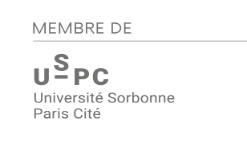 MEMBRE DE
USPC
Université Sorbonne
Paris Cité